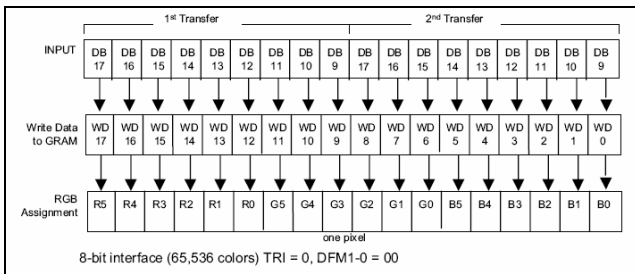 1st Transfer 2nd Transfer
INPUT DB DB DB DB DB DB DB DB DB DB DB DB DB DB DB DB DB DB
17 16 15 14 13 12 11 10 9 17 16 15 14 13 12 11 10 9
Write Data WD WD WD WD WD WD WD WD WD WD WD WD WD WD WD WD WD WD
to GRAM 17 16 15 14 13 12 11 10 9 8 7 6 5 4 3 2 1 0
RGB
Assignment R5 R4 R3 R2 R1 R0 G5 G4 G3 G2 G1 G0 B5 B4 B3 B2 B1 B0
one pixel
8-bit interface (65,536 colors) TRI = 0, DFM1-0 = 00